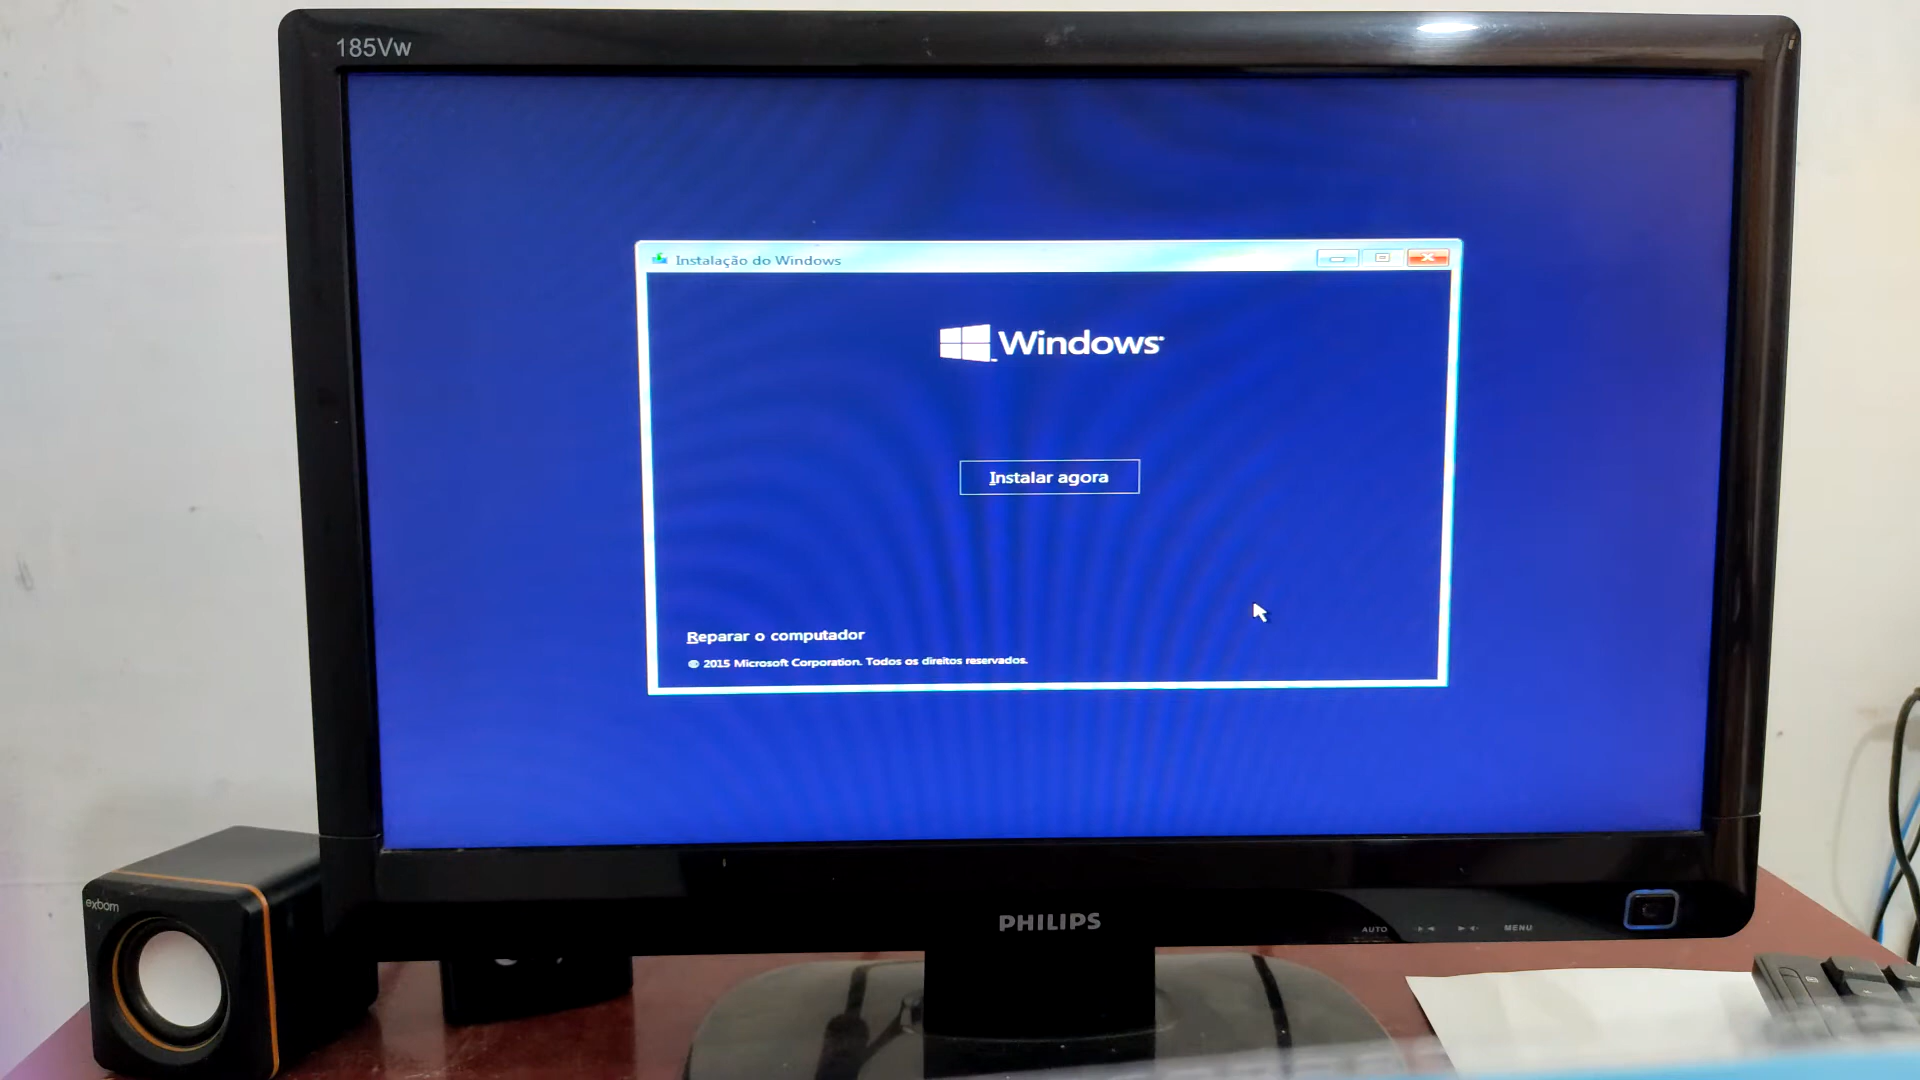 185Vw
Instalação do Windows
Windows
Instalar agora
Reparar o computador
© 2015 Microsoft Corporation. Todos os direitos reservados.
exbom
PHILIPS
AUTO
MENU